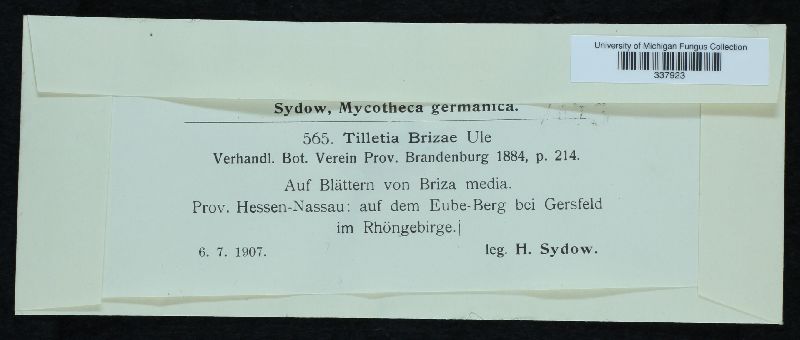 University of Michigan Fungus Collection
337923
Sydow, Mycotheca germanica.
565. Tilletia Brizae Ule
Verhandl. Bot. Verein Prov. Brandenburg 1884, p. 214.
Auf Blättern von Briza media.
Prov. Hessen-Nassau: auf dem Eube-Berg bei Gersfeld
im Rhöngebirge.
6. 7. 1907. leg. H. Sydow.